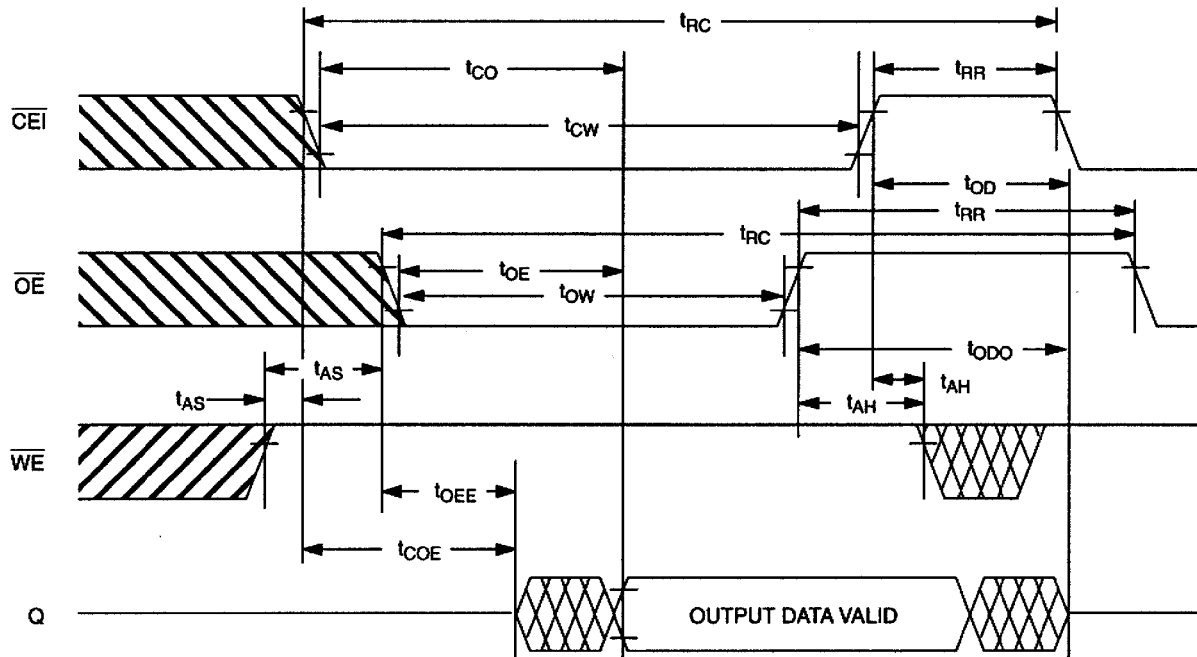 tRC
tCO
tRR
CEI
tCW
tOD
tRR
tRC
OE
tOE
tOW
tODO
tAS
tAS
tAH
tAH
WE
tOEE
tCOE
Q
OUTPUT DATA VALID